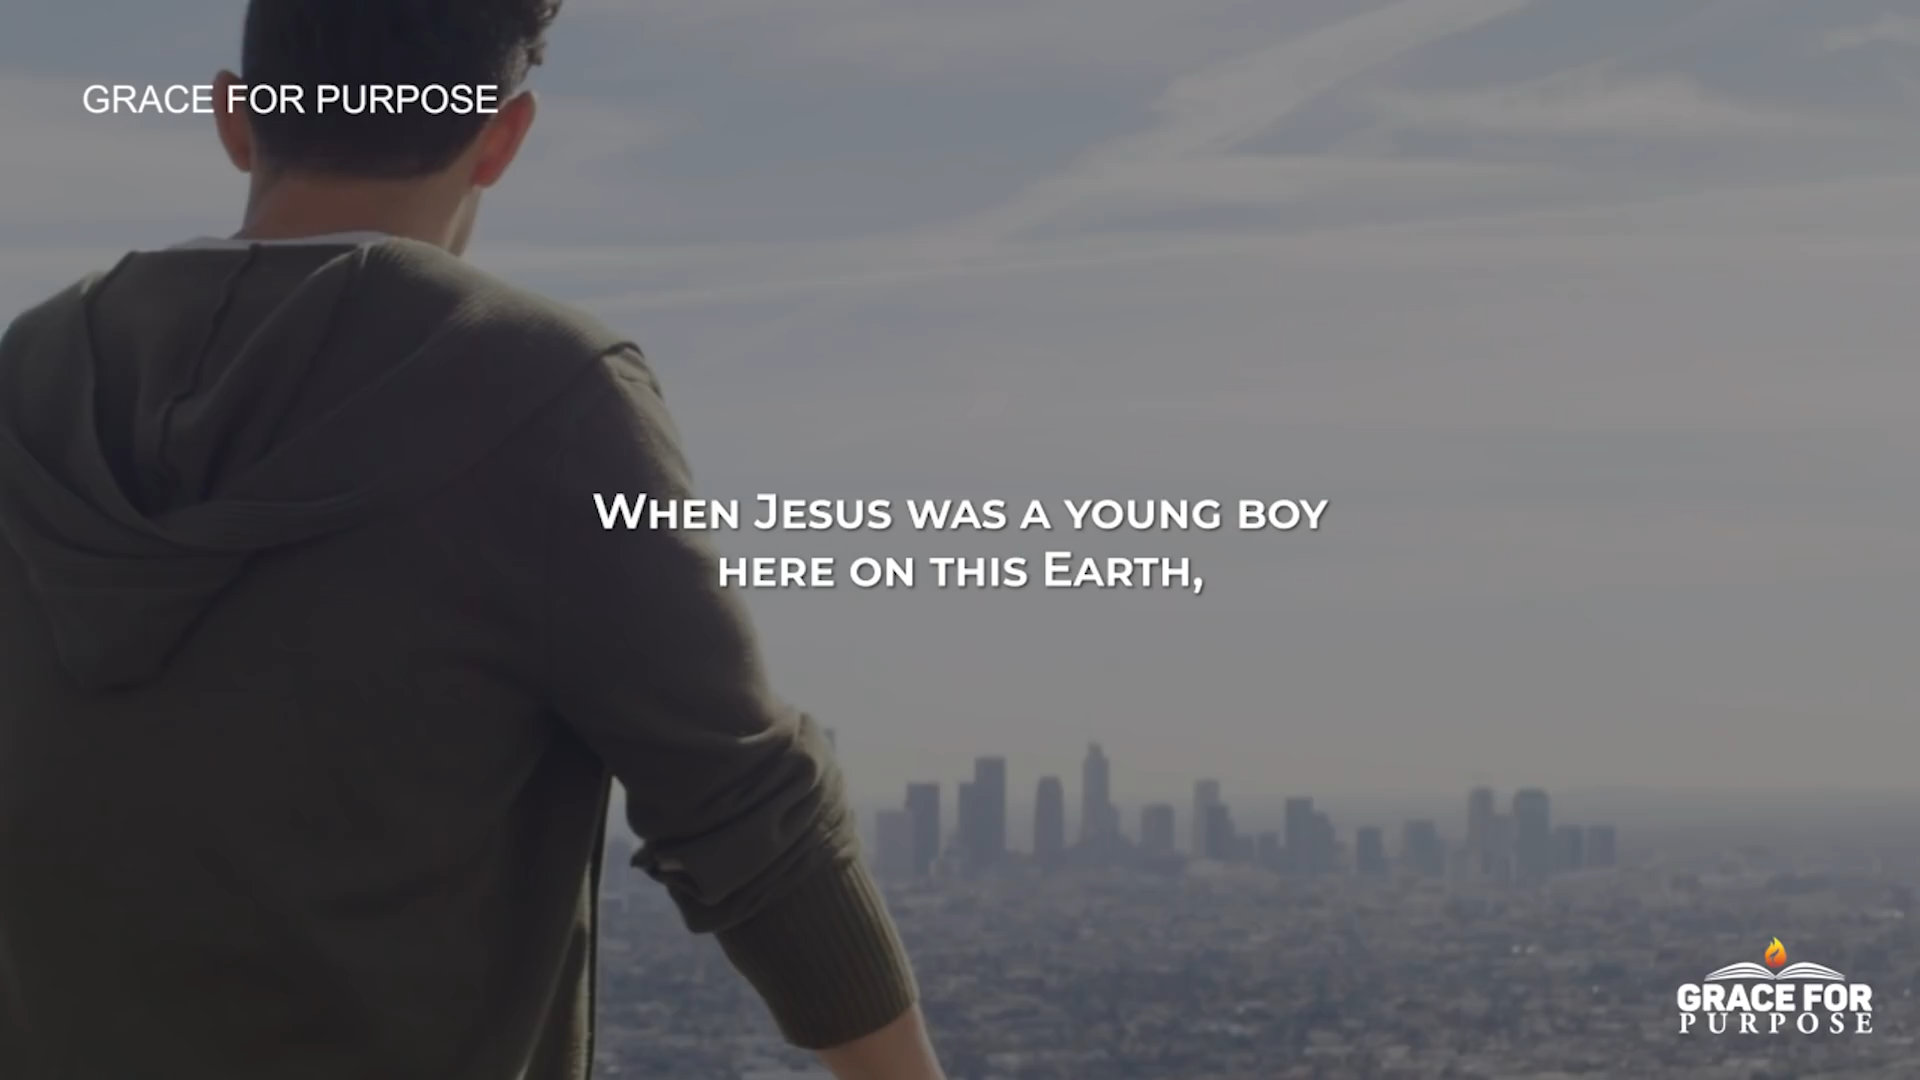 GRACE FOR PURPOSE
WHEN JESUS WAS A YOUNG BOY
HERE ON THIS EARTH,
GRACE FOR
PURPOSE